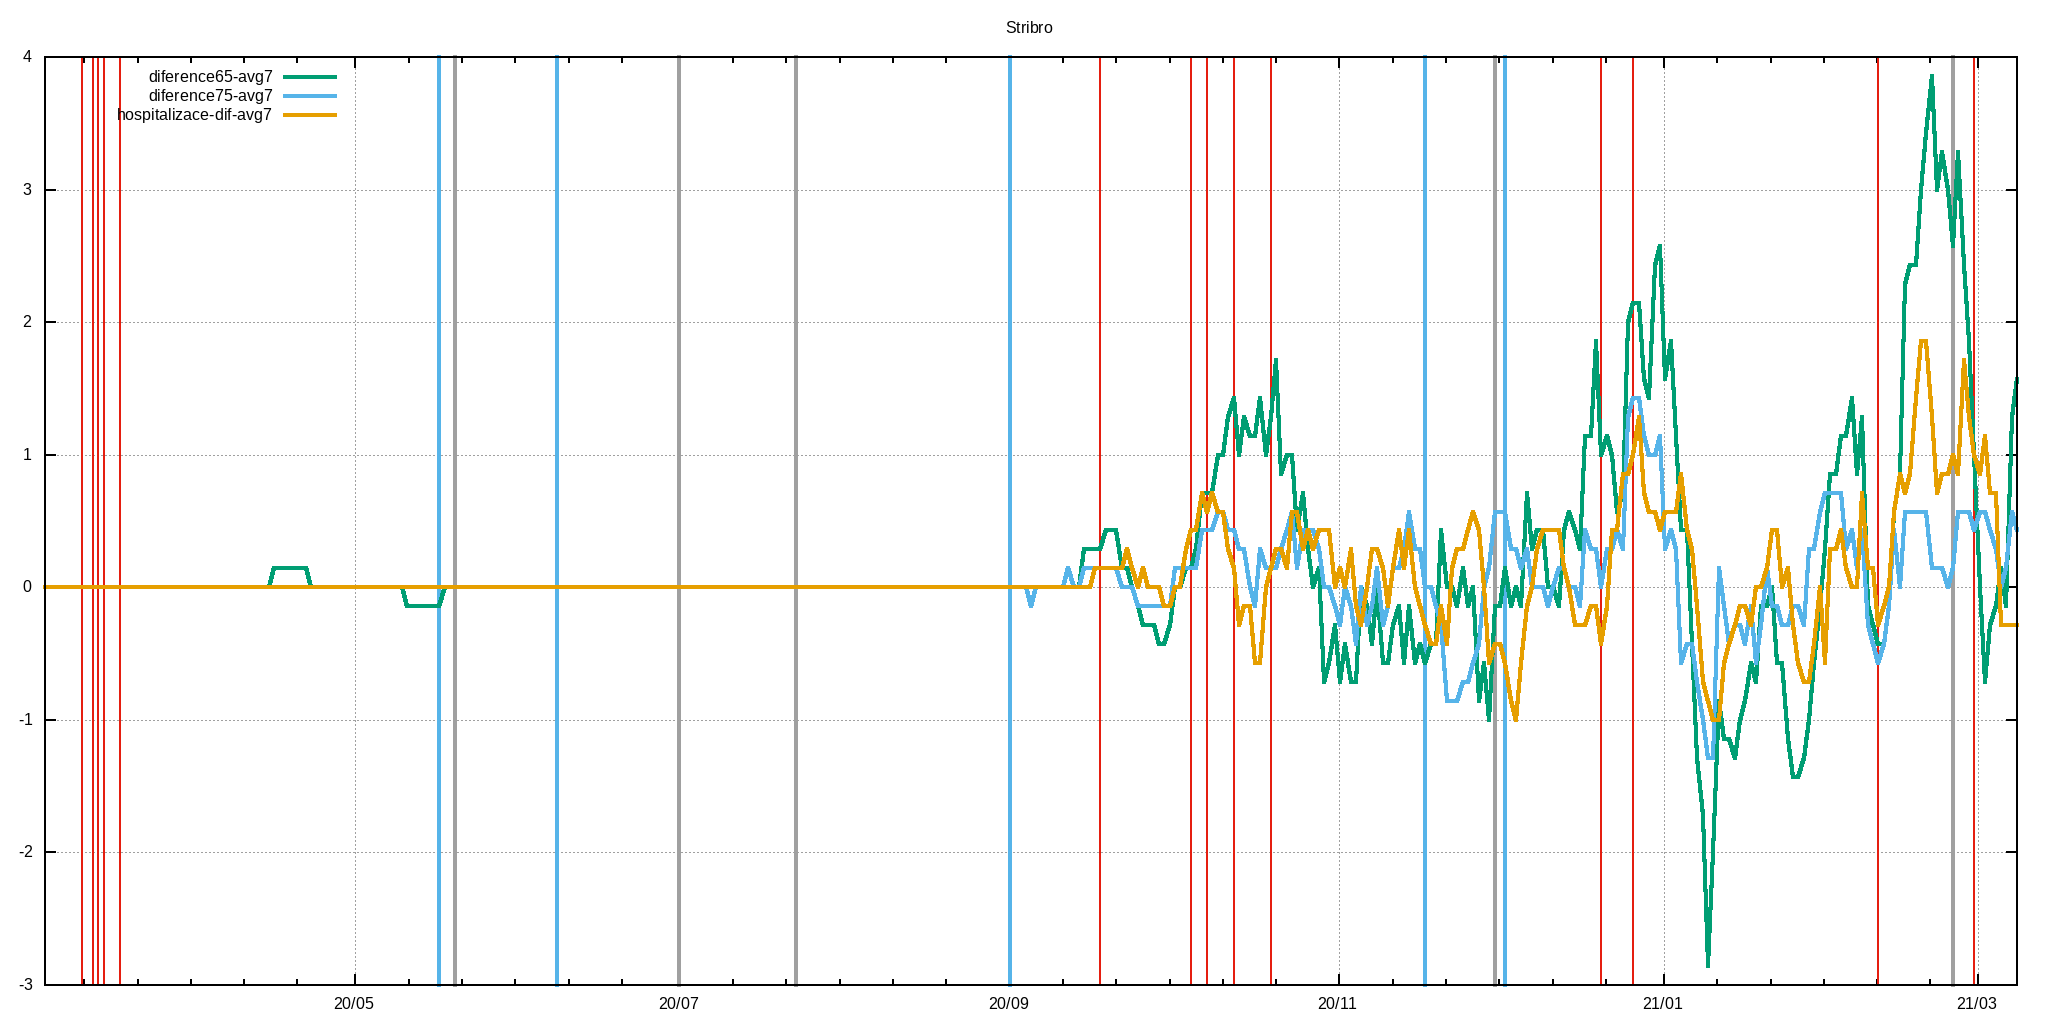 Stribro
4
diference65-avg7
diference75-avg7
hospitalizace-dif-avg7
3
2
1
0
-1
-2
-3
20/05 20/07 20/09 20/11 21/01 21/03